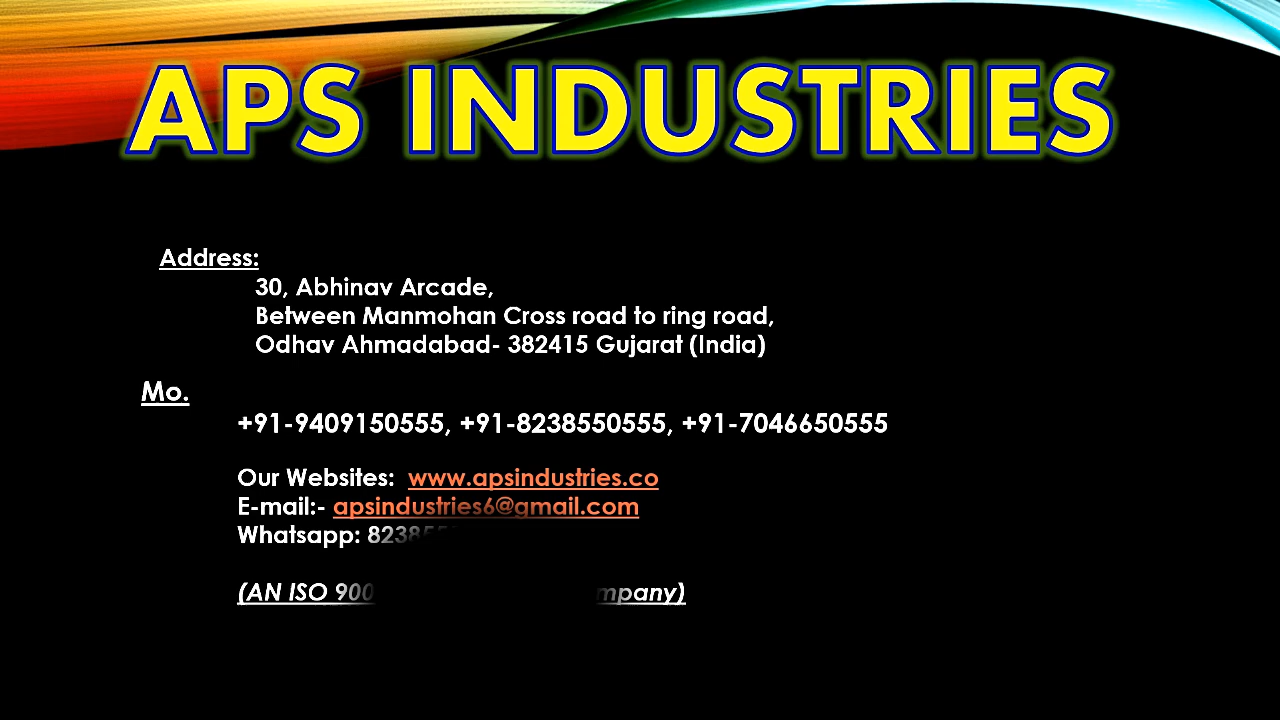 APS INDUSTRIES
Address:
30, Abhinav Arcade,
Between Manmohan Cross road to ring road,
Odhav Ahmadabad- 382415 Gujarat (India)
Mo.
+91-9409150555, +91-8238550555, +91-7046650555
Our Websites: www.apsindustries.co
E-mail:- apsindustries6@gmail.com
Whatsapp:
(AN ISO